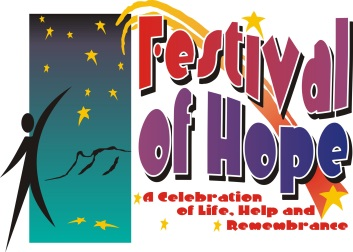 Festival
of Hope
A Celebration
of Life, Help and
Remembrance